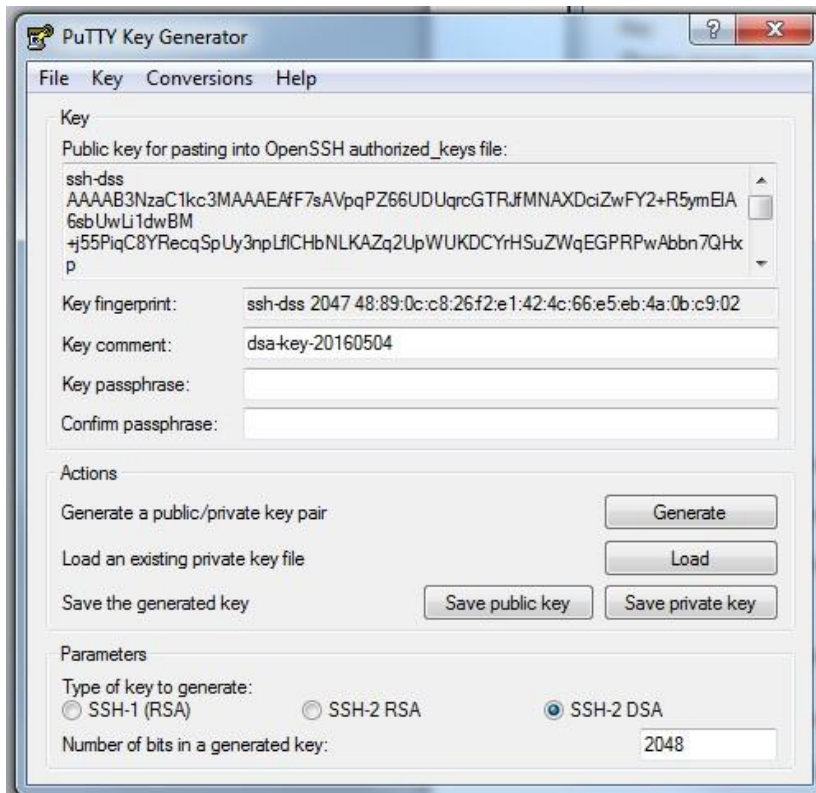 PuTTY Key Generator
File Key Conversions Help
Key
Public key for pasting into OpenSSH authorized_keys file:
ssh-dss
AAAAB3NzaC1kc3MAAAEAfF7sAVpqPZ66UDUqrcGTRJfMNAXDciZwFY2+R5ymEIA
6sbUwLi1dwBM
+j55PiqC8YRecqSpUy3npLflCHbNLKAZq2UpWUKDCYrHSuZWqEGPRPwAbbn7QHx
p
Key fingerprint: ssh-dss 2047 48:89:0c:c8:26:f2:e1:42:4c:66:e5:eb:4a:0b:c9:02
Key comment: dsa-key-20160504
Key passphrase:
Confirm passphrase:
Actions
Generate a public/private key pair Generate
Load an existing private key file Load
Save the generated key Save public key Save private key
Parameters
Type of key to generate:
SSH-1 (RSA) SSH-2 RSA SSH-2 DSA
Number of bits in a generated key: 2048